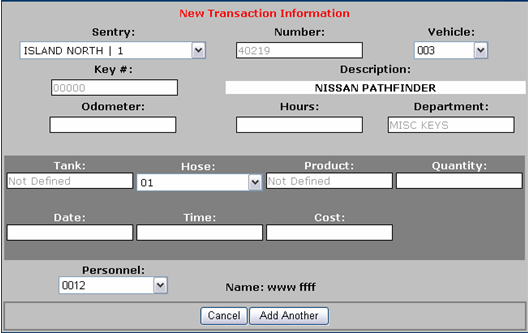 New Transaction Information
Sentry: Number: Vehicle:
ISLAND NORTH | 1 40219 003
Key #: Description:
00000 NISSAN PATHFINDER
Odometer: Hours: Department:
MISC KEYS
Tank: Hose: Product: Quantity:
Not Defined 01 Not Defined
Date: Time: Cost:
Personnel:
0012 Name: www ffff
Cancel Add Another